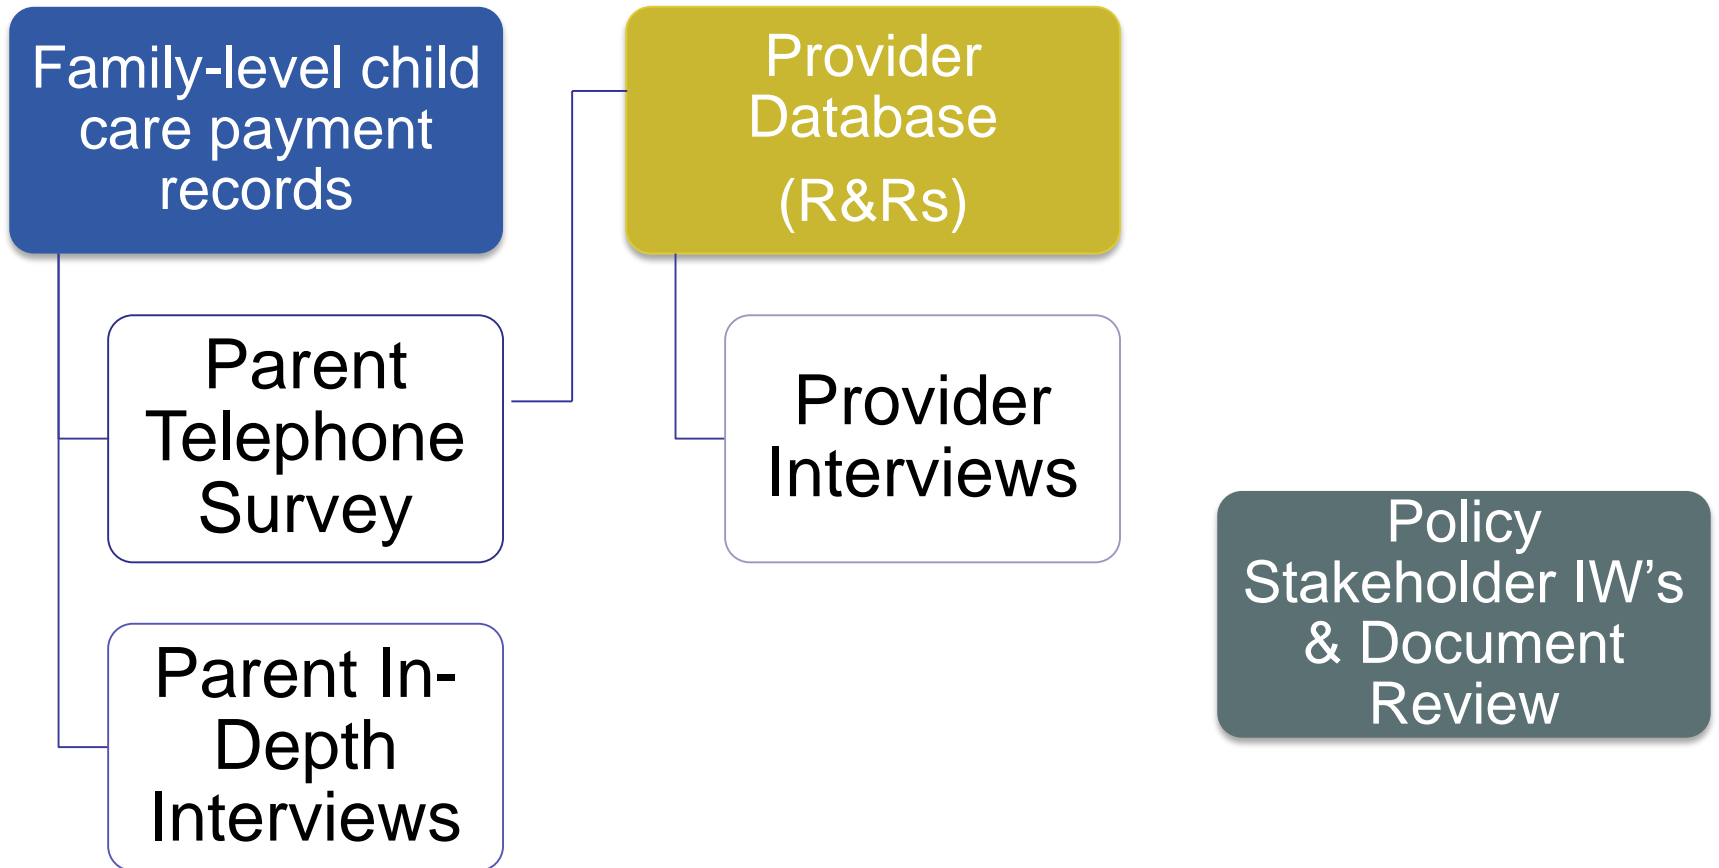 Family-level child
care payment
records
Provider
Database
(R&Rs)
Parent
Telephone
Survey
Provider
Interviews
Parent In-
Depth
Interviews
Policy
Stakeholder IW’s
& Document
Review